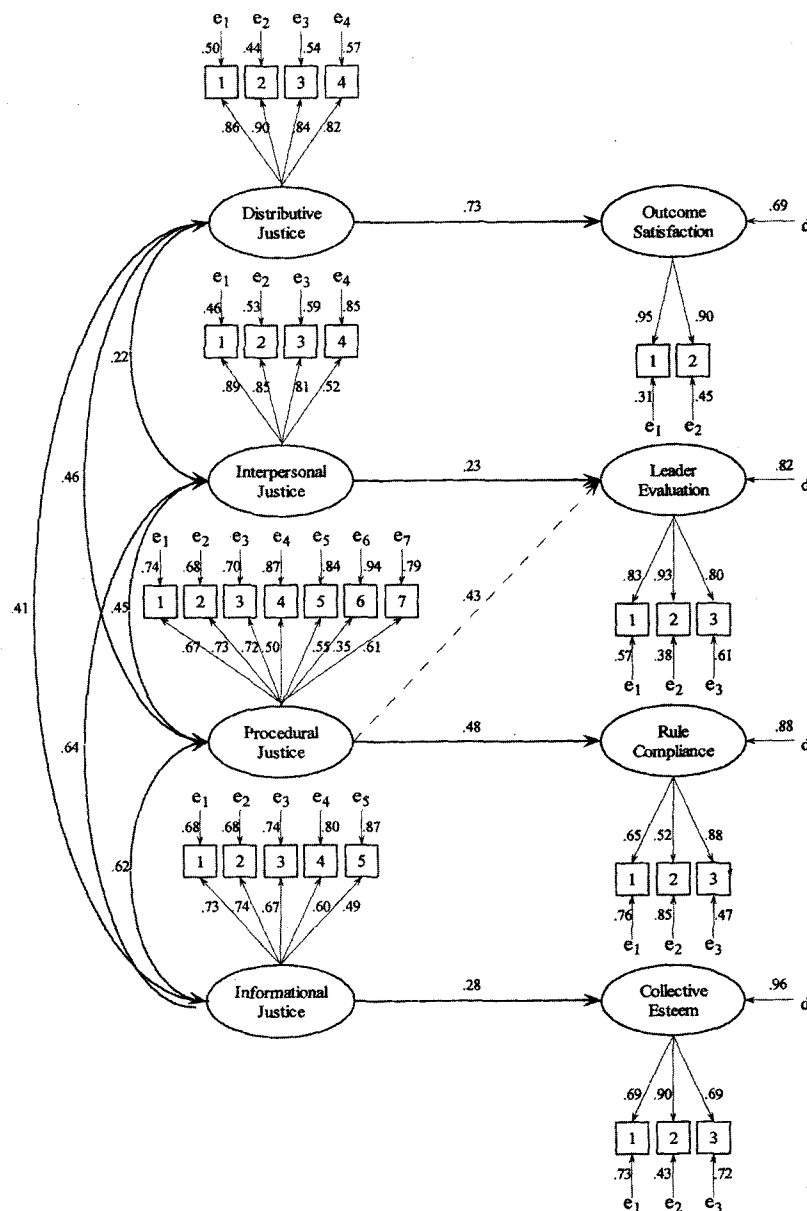 e1 e2 e3 e4
.50 .44 .54 .57
1 2 3 4
.86 .90 .84 .82
Distributive
Justice
.73
Outcome
Satisfaction
.69
d
e1 e2 e3 e4
.46 .53 .59 .85
1 2 3 4
.89 .85 .81 .52
.95 .90
1 2
.31 .45
e1 e2
.22
Interpersonal
Justice
.23
Leader
Evaluation
.82
d
.46
e1 e2 e3 e4 e5 e6 e7
.74 .68 .70 .87 .84 .94 .79
1 2 3 4 5 6 7
.67 .73 .72 .50 .55 .35 .61
.43
.83 .93 .80
1 2 3
.57 .38 .61
e1 e2 e3
.41
.45
Procedural
Justice
.48
Rule
Compliance
.88
d
.64
e1 e2 e3 e4 e5
.68 .68 .74 .80 .87
1 2 3 4 5
.73 .74 .67 .60 .49
.65 .52 .88
1 2 3
.76 .85 .47
e1 e2 e3
.62
Informational
Justice
.28
Collective
Esteem
.96
d
.69 .90 .69
1 2 3
.73 .43 .72
e1 e2 e3